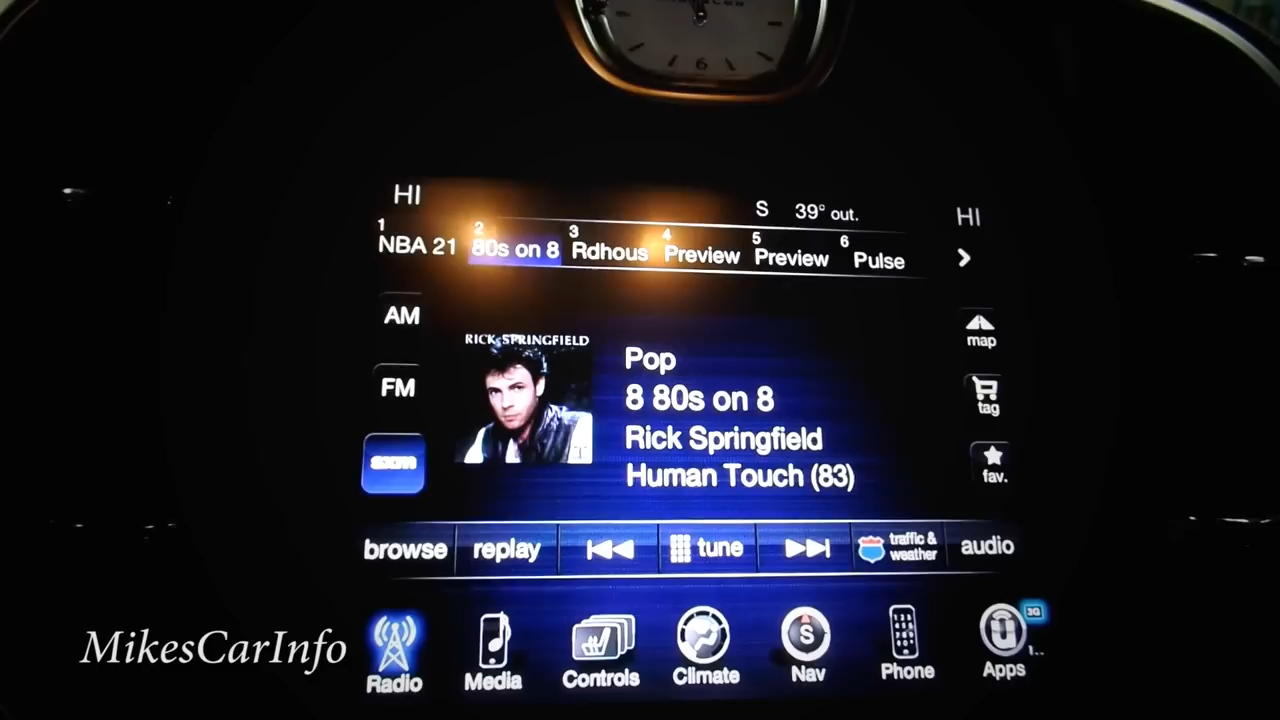 6
HI
S 39° out.
HI
1 NBA 21
2 80s on 8
3 Rdhous
4 Preview
5 Preview
6 Pulse
AM
FM
sxm
RICK SPRINGFIELD
Pop
8 80s on 8
Rick Springfield
Human Touch (83)
map
tag
fav.
browse
replay
tune
traffic &
weather
audio
Radio
Media
Controls
Climate
S
Nav
Phone
3G
Apps
MikesCarInfo